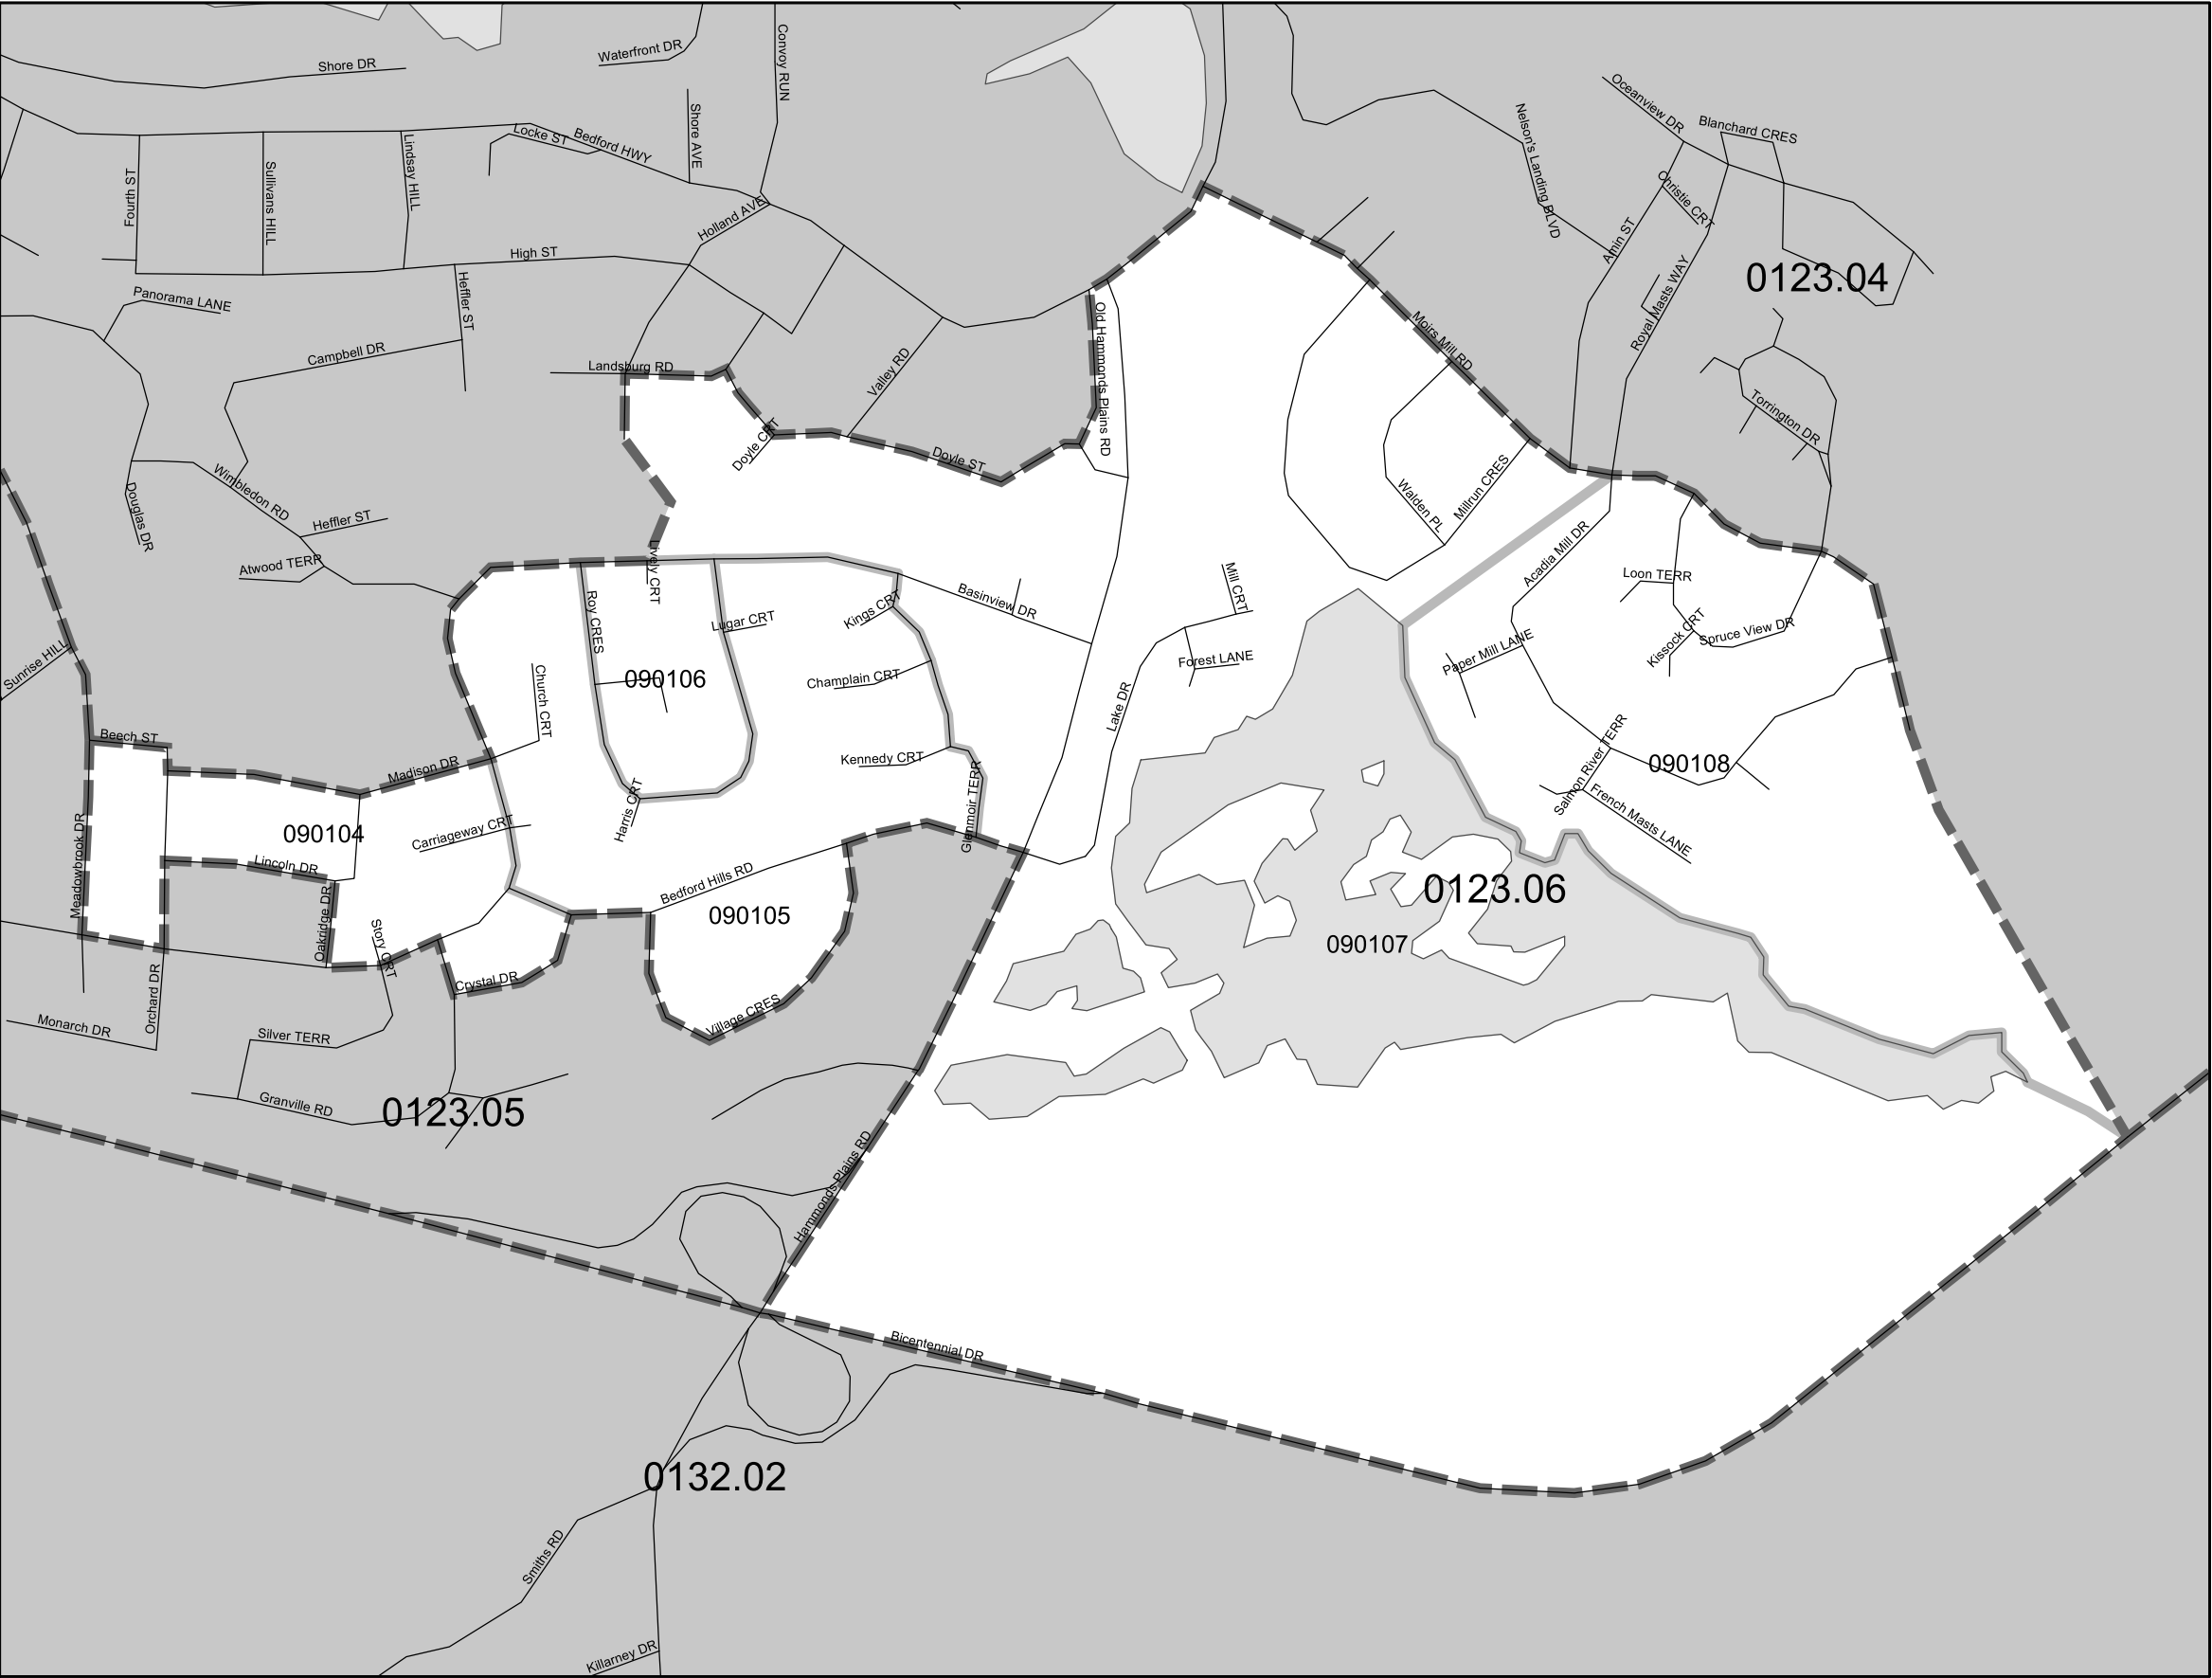 Shore DR
Waterfront DR
Convoy RUN
Oceanview DR
Blanchard CRES
Nelson's Landing BLVD
Locke ST
Bedford HWY
Shore AVE
Fourth ST
Sullivans HILL
Lindsay HILL
Christie CRT
Holland AVE
Amin ST
High ST
0123.04
Panorama LANE
Heffler ST
Royal Masts WAY
Old Hammonds Plains RD
Moirs Mill RD
Campbell DR
Landsburg RD
Valley RD
Torrington DR
Doyle CRT
Doyle ST
Wimbledon RD
Walden PL
Millrun CRES
Douglas DR
Heffler ST
Acadia Mill DR
Atwood TERR
Lively CRT
Mill CRT
Loon TERR
Basinview DR
Roy CRES
Lugar CRT
Kings CRT
Kissock CRT
Spruce View DR
Sunrise HILL
Paper Mill LANE
Forest LANE
Church CRT
090106
Champlain CRT
Lake DR
Beech ST
Madison DR
Kennedy CRT
Salmon River TERR
090108
Glenmoir TERR
French Masts LANE
Harris CRT
090104
Carriageway CRT
Meadowbrook DR
Lincoln DR
Bedford Hills RD
0123.06
Oakridge DR
090105
Story CRT
090107
Crystal DR
Orchard DR
Village CRES
Monarch DR
Silver TERR
Granville RD
0123.05
Hammonds Plains RD
Bicentennial DR
0132.02
Smiths RD
Killarney DR